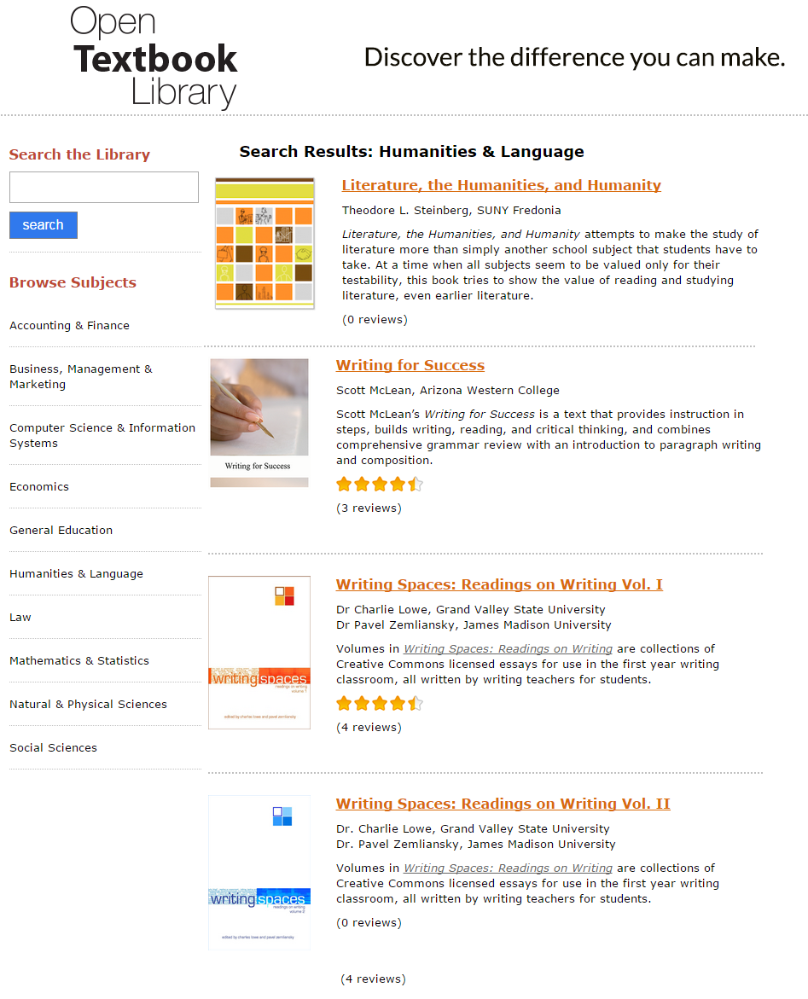 Open
Textbook
Library
Discover the difference you can make.
Search the Library
search
Browse Subjects
Accounting & Finance
Business, Management &
Marketing
Computer Science & Information
Systems
Economics
General Education
Humanities & Language
Law
Mathematics & Statistics
Natural & Physical Sciences
Social Sciences
Search Results: Humanities & Language
Literature, the Humanities, and Humanity
Theodore L. Steinberg, SUNY Fredonia
Literature, the Humanities, and Humanity attempts to make the study of
literature more than simply another school subject that students have to
take. At a time when all subjects seem to be valued only for their
testability, this book tries to show the value of reading and studying
literature, even earlier literature.
(0 reviews)
Writing for Success
Writing for Success
Scott McLean, Arizona Western College
Scott McLean’s Writing for Success is a text that provides instruction in
steps, builds writing, reading, and critical thinking, and combines
comprehensive grammar review with an introduction to paragraph writing
and composition.
(3 reviews)
writing spaces
readings on writing
volume 1
edited by charles lowe and pavel zemliansky
Writing Spaces: Readings on Writing Vol. I
Dr Charlie Lowe, Grand Valley State University
Dr Pavel Zemliansky, James Madison University
Volumes in Writing Spaces: Readings on Writing are collections of
Creative Commons licensed essays for use in the first year writing
classroom, all written by writing teachers for students.
(4 reviews)
writing spaces
readings on writing
volume 2
edited by charles lowe and pavel zemliansky
Writing Spaces: Readings on Writing Vol. II
Dr. Charlie Lowe, Grand Valley State University
Dr. Pavel Zemliansky, James Madison University
Volumes in Writing Spaces: Readings on Writing are collections of
Creative Commons licensed essays for use in the first year writing
classroom, all written by writing teachers for students.
(0 reviews)
(4 reviews)